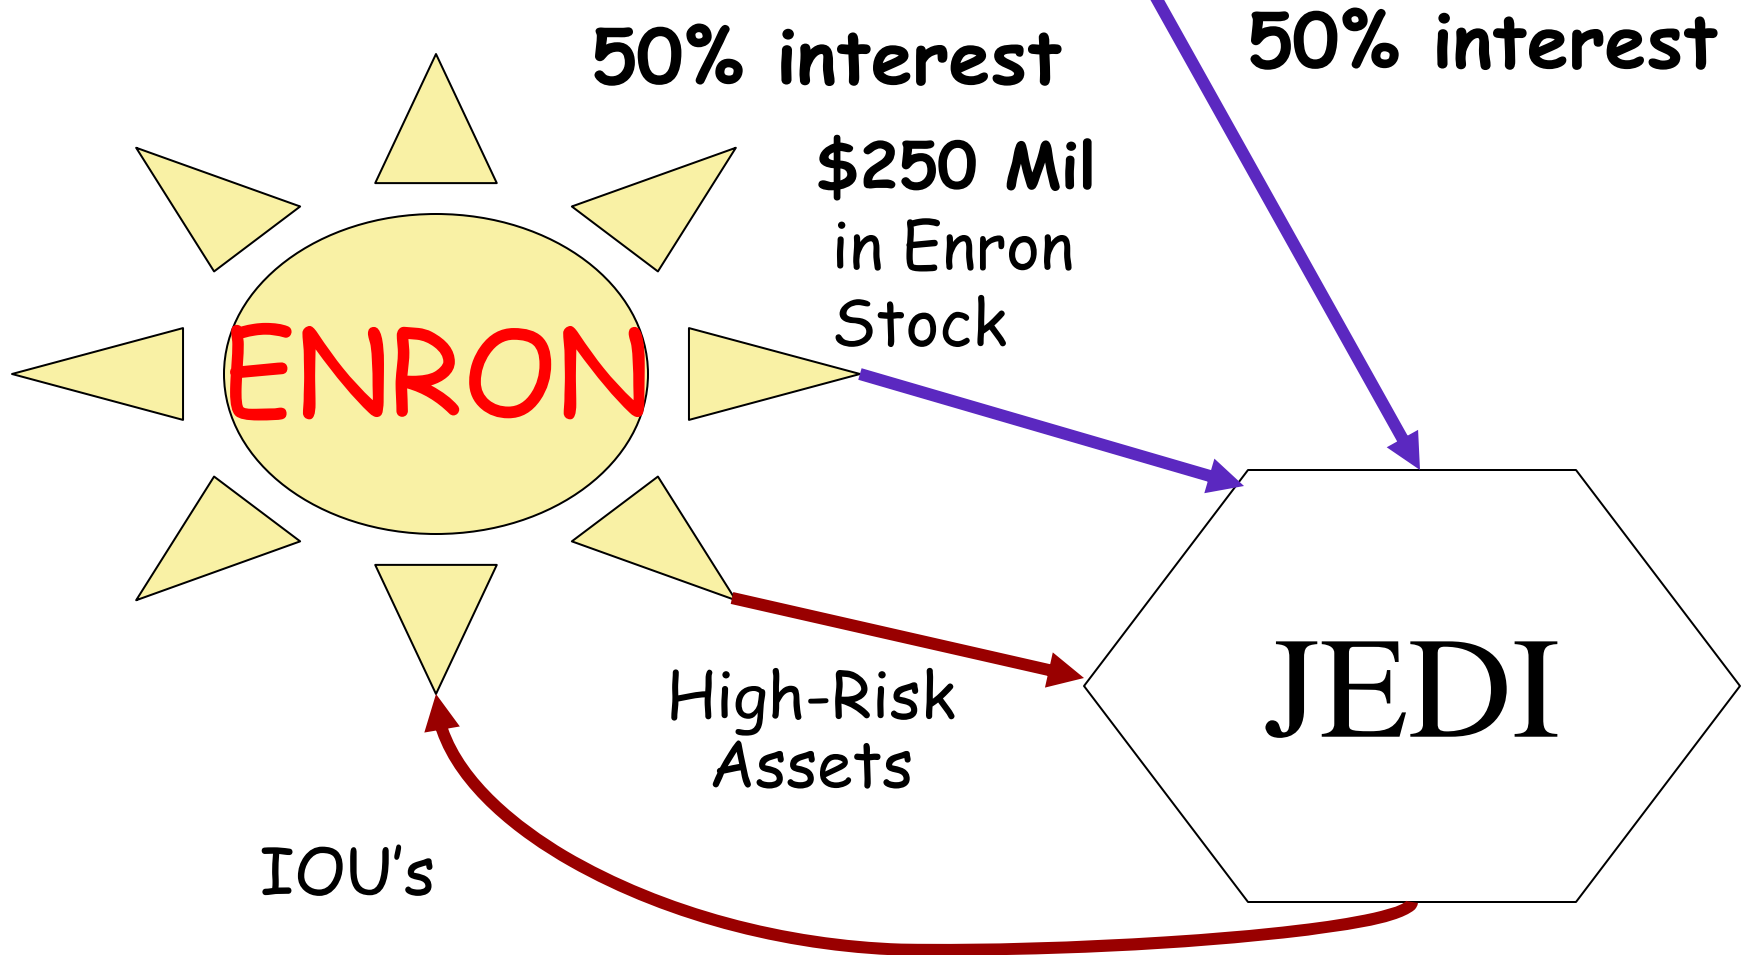 50% interest
50% interest
$250 Mil
in Enron
Stock
ENRON
High-Risk
Assets
JEDI
IOU's